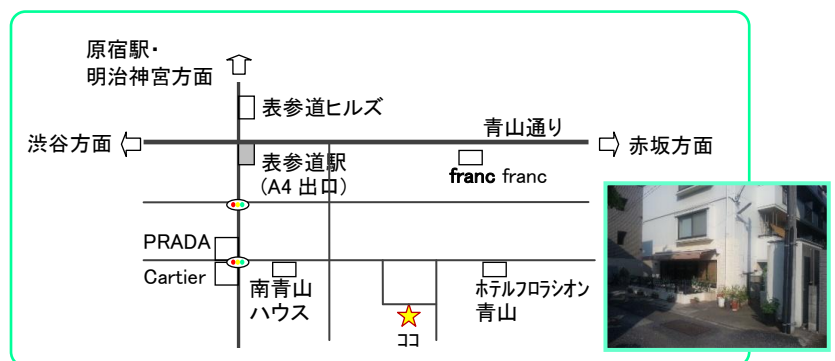 原宿駅・
明治神宮方面
表参道ヒルズ
青山通り
渋谷方面
赤坂方面
表参道駅
(A4 出口)
franc franc
PRADA
Cartier
南青山
ハウス
ホテルフロラシオン
青山
ココ